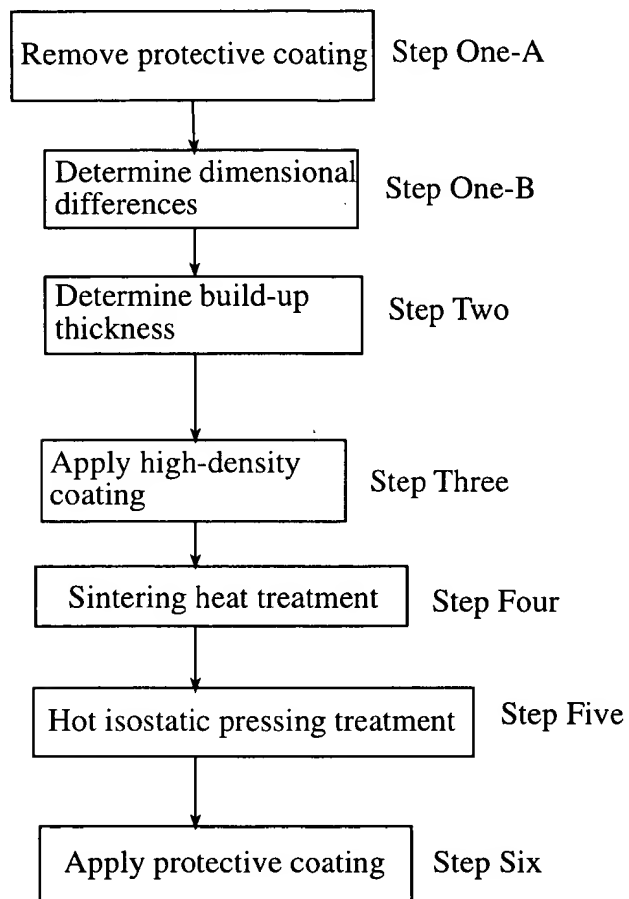 Remove protective coating Step One-A
Determine dimensional
differences Step One-B
Determine build-up
thickness Step Two
Apply high-density
coating Step Three
Sintering heat treatment Step Four
Hot isostatic pressing treatment Step Five
Apply protective coating Step Six